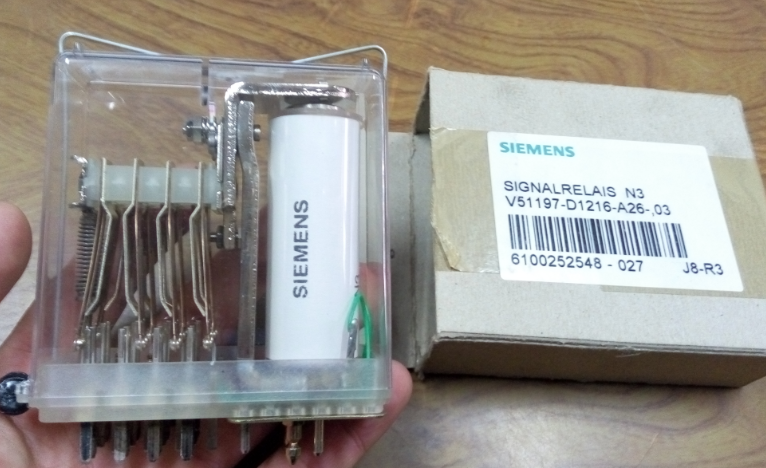 SIEMENS
SIEMENS
SIGNALRELAIS N3
V51197-D1216-A26-,03
6100252548 - 027 J8-R3